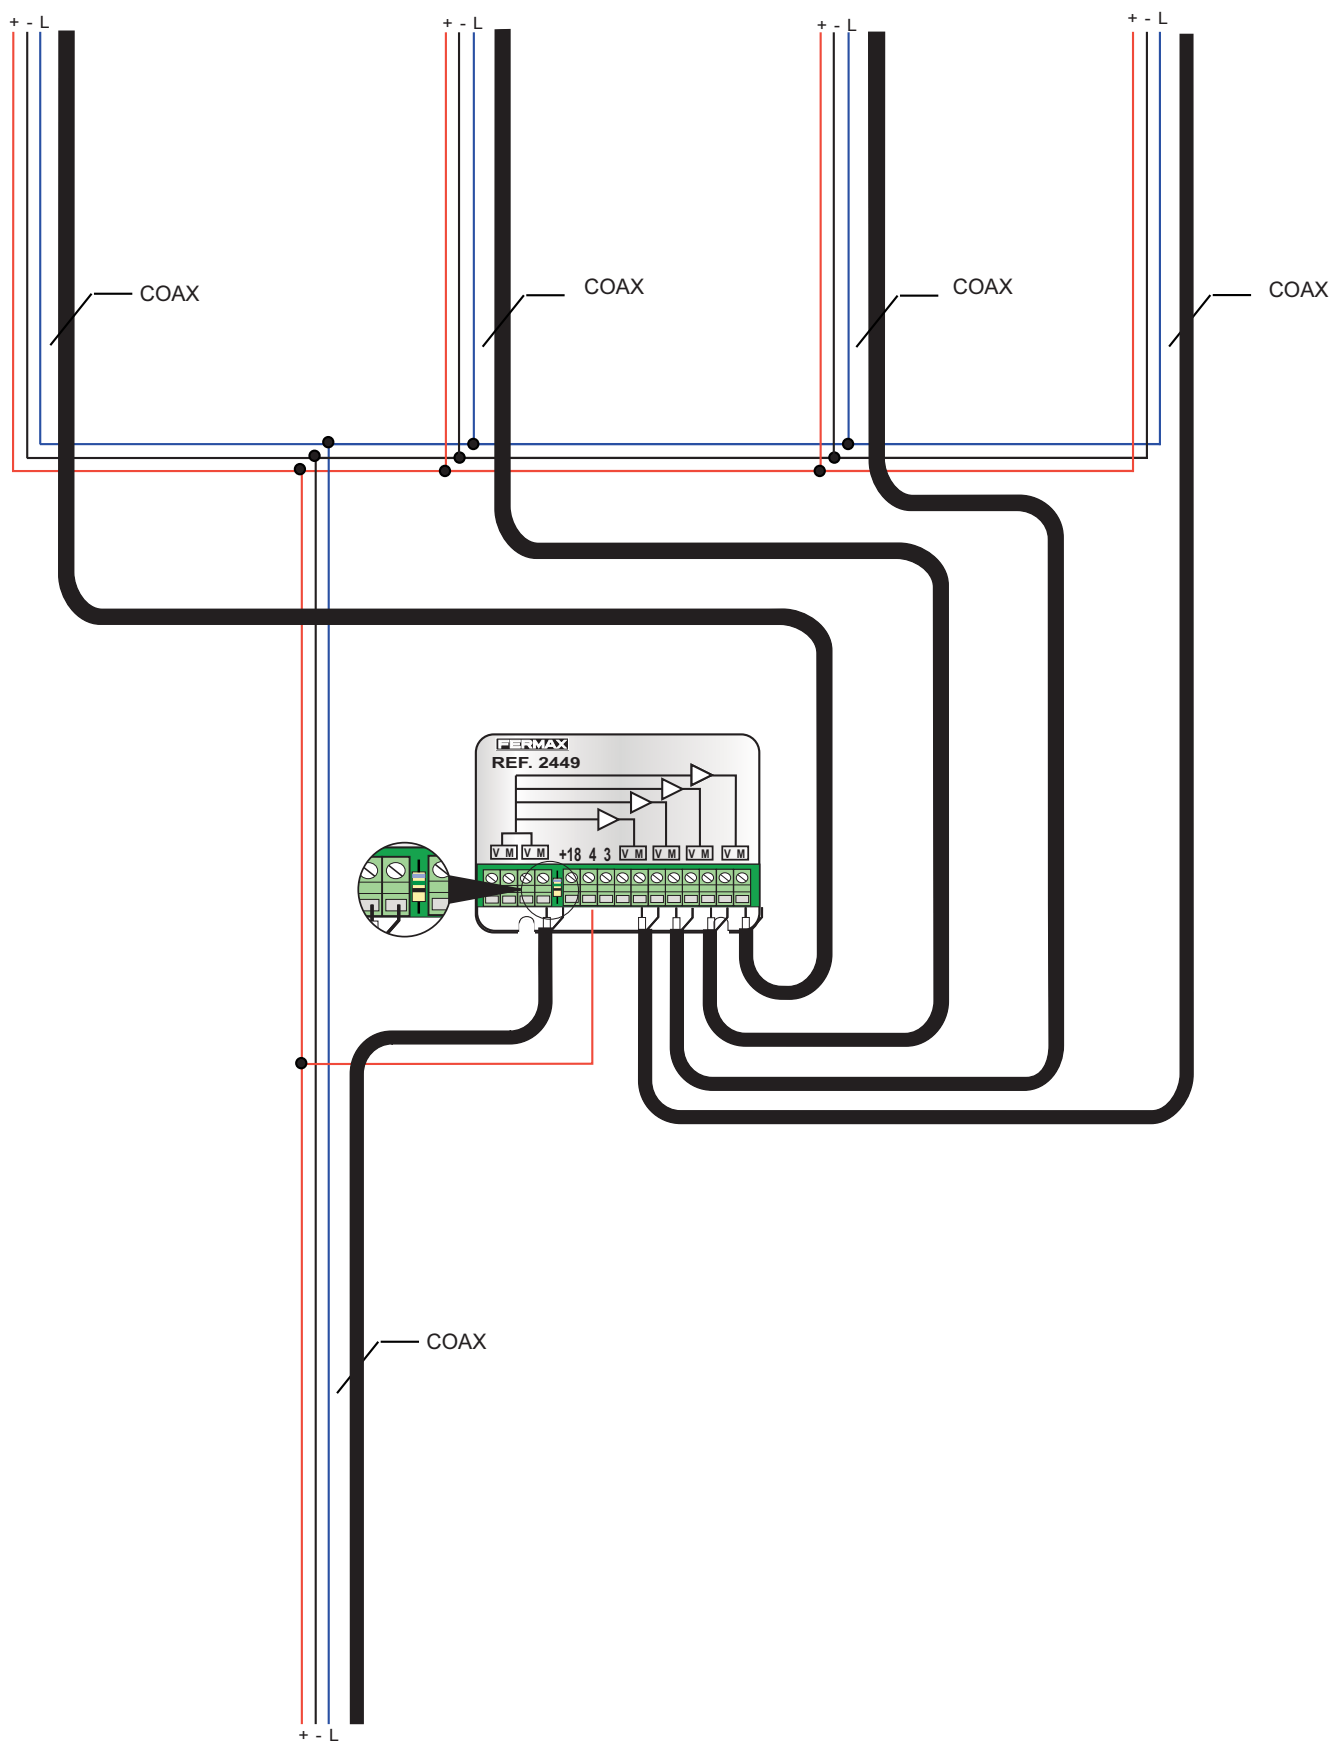 + - L
+ - L
+ - L
+ - L
COAX
COAX
COAX
COAX
FERMAX
REF. 2449
V M V M +18 4 3 V M V M V M V M
COAX
+ - L